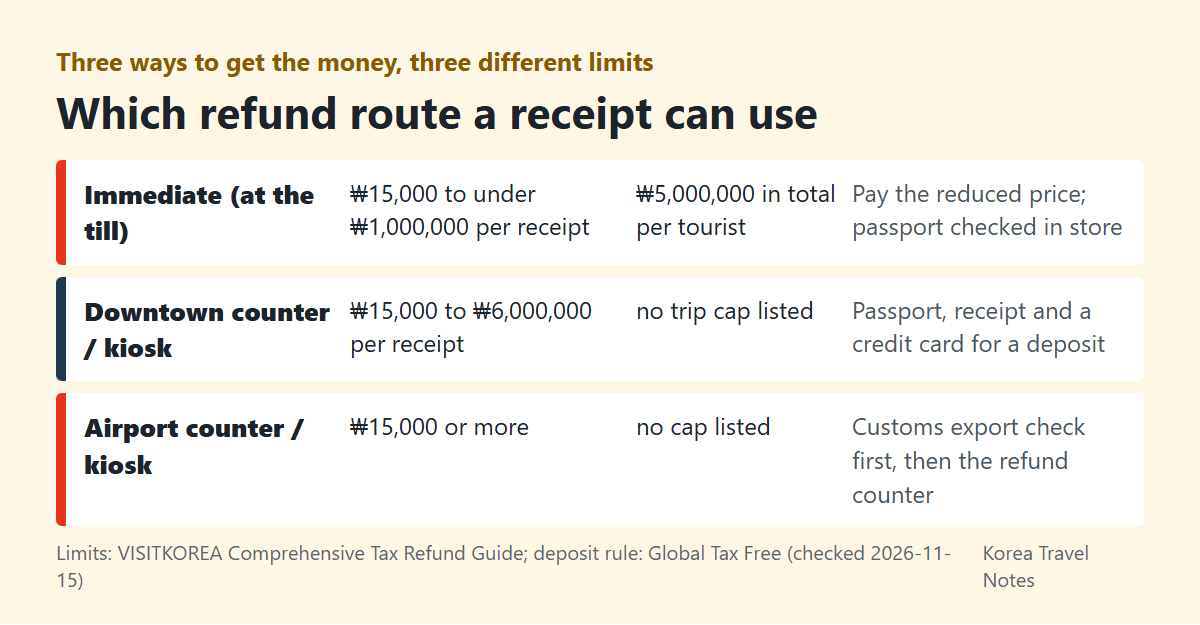 Three ways to get the money, three different limits
Which refund route a receipt can use
Immediate (at the
till)
₩15,000 to under
₩1,000,000 per receipt
₩5,000,000 in total
per tourist
Pay the reduced price;
passport checked in store
Downtown counter
/ kiosk
₩15,000 to ₩6,000,000
per receipt
no trip cap listed
Passport, receipt and a
credit card for a deposit
Airport counter /
kiosk
₩15,000 or more
no cap listed
Customs export check
first, then the refund
counter
Limits: VISITKOREA Comprehensive Tax Refund Guide; deposit rule: Global Tax Free (checked 2026-11-
15)
Korea Travel
Notes